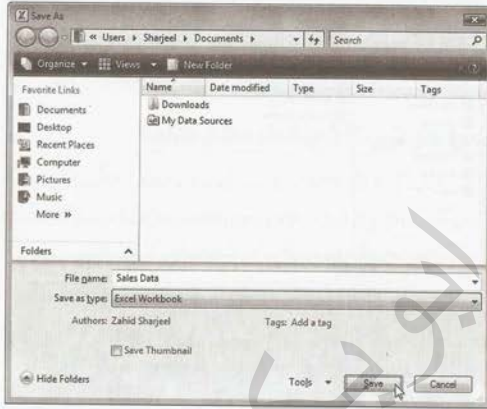 Save As
« Users ▸ Sharjeel ▸ Documents ▸ Search
Organize Views New Folder
Favorite Links
Documents
Desktop
Recent Places
Computer
Pictures
Music
More »
Folders
Name Date modified Type Size Tags
Downloads
My Data Sources
File name: Sales Data
Save as type: Excel Workbook
Authors: Zahid Sharjeel Tags: Add a tag
Save Thumbnail
Hide Folders Tools Save Cancel